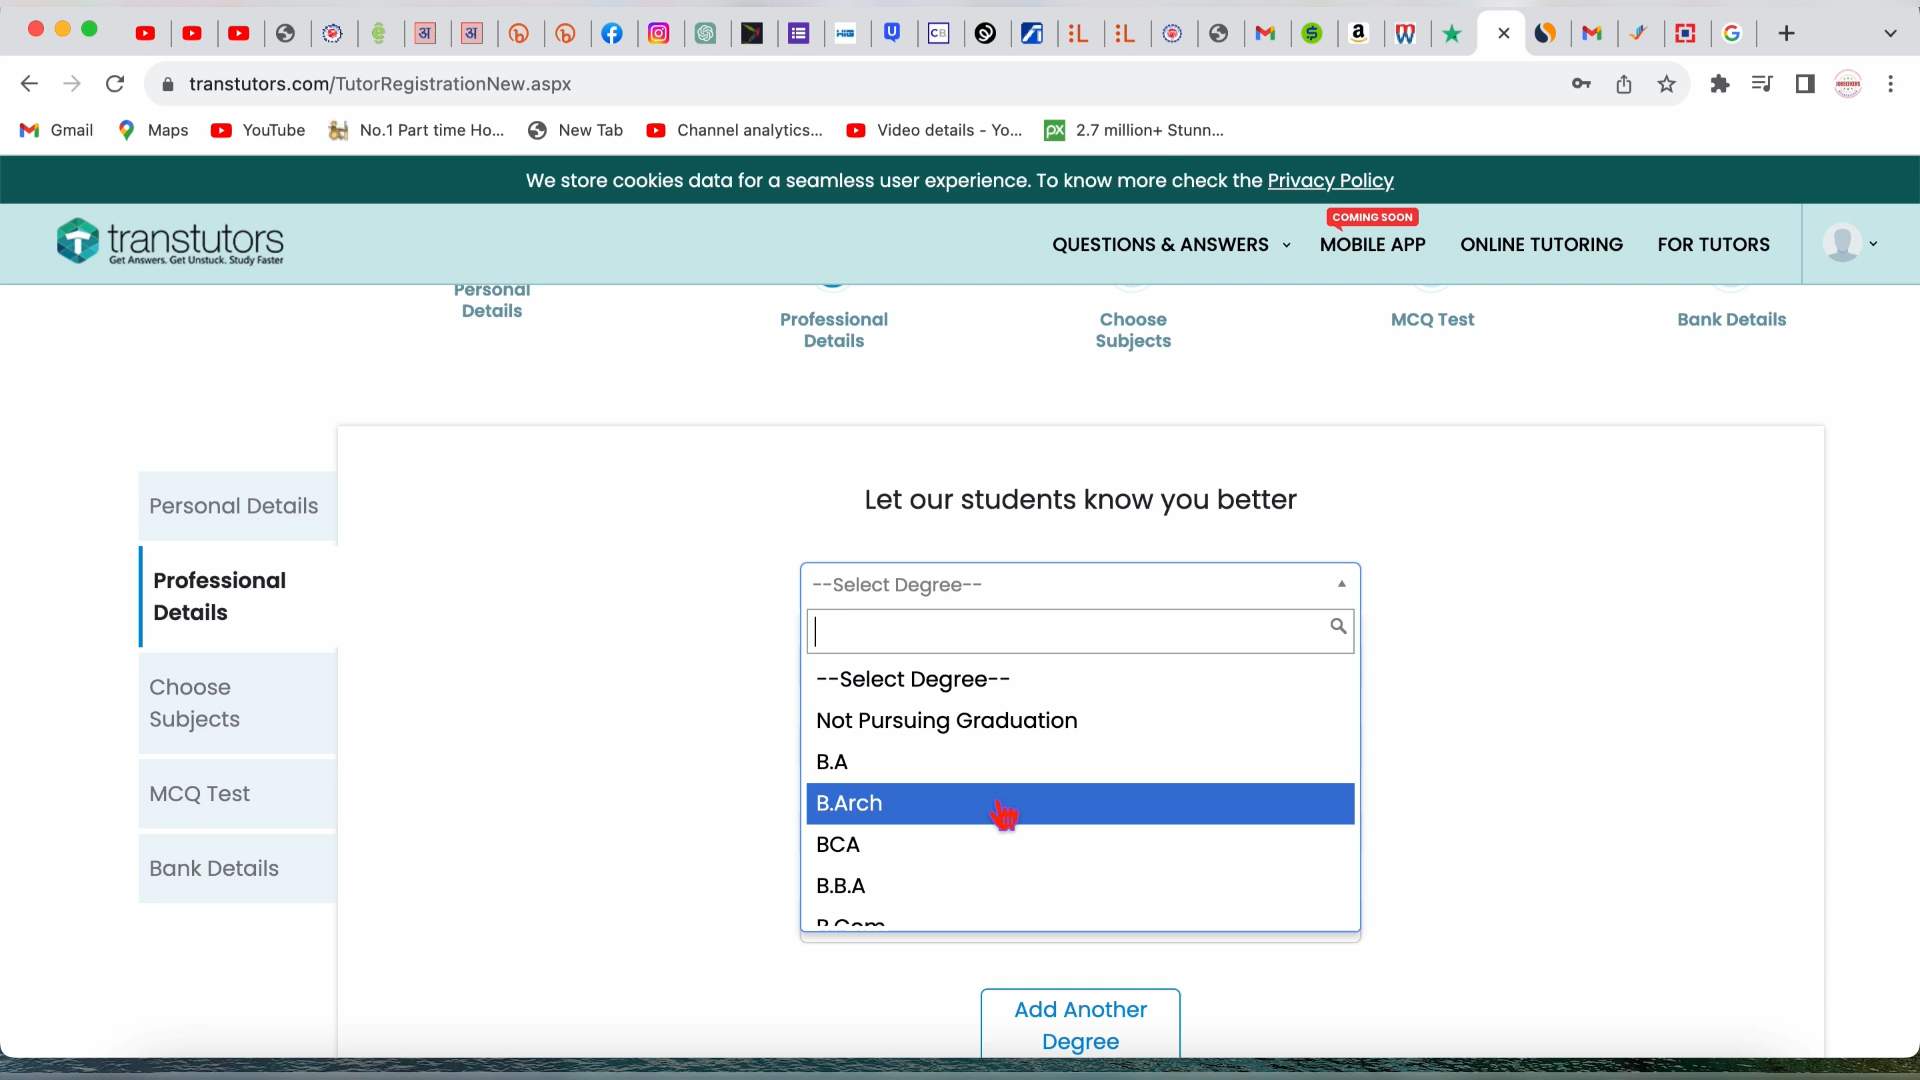 transtutors.com/TutorRegistrationNew.aspx
Gmail Maps YouTube No.1 Part time Ho... New Tab Channel analytics... Video details - Yo... 2.7 million+ Stunn...
We store cookies data for a seamless user experience. To know more check the Privacy Policy
transtutors
Get Answers. Get Unstuck. Study Faster
COMING SOON
QUESTIONS & ANSWERS MOBILE APP ONLINE TUTORING FOR TUTORS
Personal
Details
Professional
Details
Choose
Subjects
MCQ Test
Bank Details
Personal Details
Professional
Details
Choose
Subjects
MCQ Test
Bank Details
Let our students know you better
--Select Degree--
--Select Degree--
Not Pursuing Graduation
B.A
B.Arch
BCA
B.B.A
B.Com
Add Another
Degree